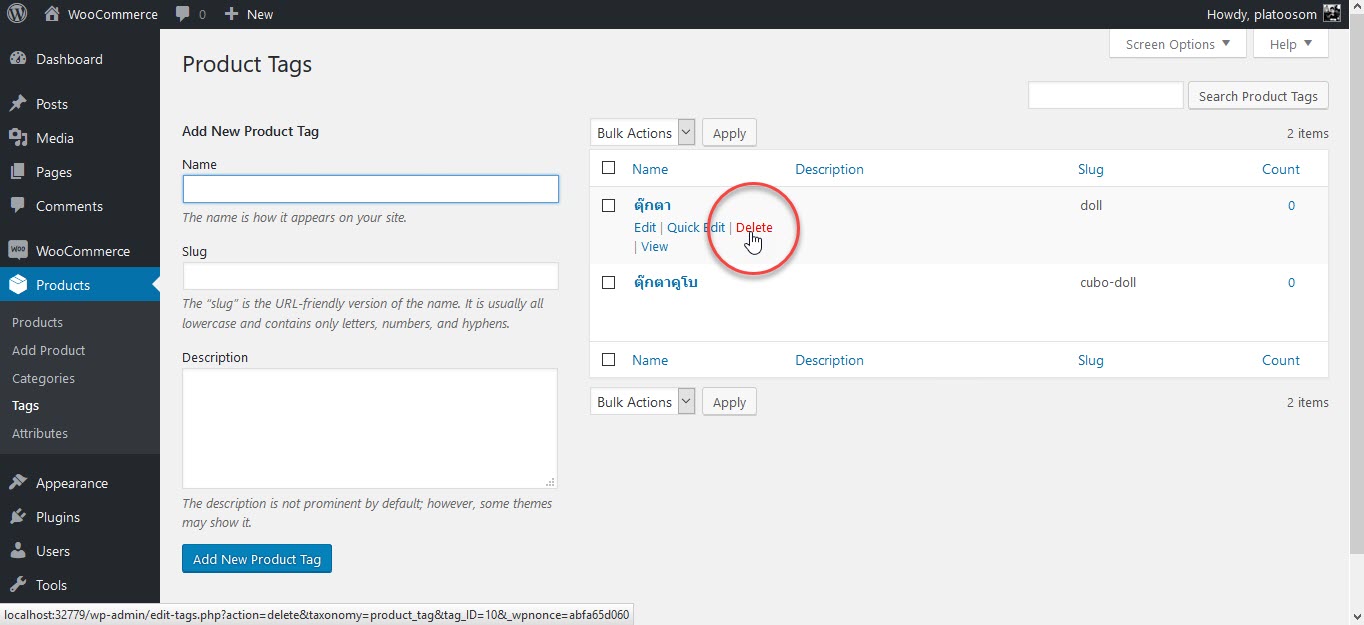 WooCommerce 0 New Howdy, platoosom
Dashboard
Posts
Media
Pages
Comments
WooCommerce
Products
Products
Add Product
Categories
Tags
Attributes
Appearance
Plugins
Users
Tools
Screen Options Help
Product Tags
Search Product Tags
Add New Product Tag
Name
The name is how it appears on your site.
Slug
The “slug” is the URL-friendly version of the name. It is usually all
lowercase and contains only letters, numbers, and hyphens.
Description
The description is not prominent by default; however, some themes
may show it.
Add New Product Tag
Bulk Actions Apply 2 items
Name Description Slug Count
ตุ๊กตา doll 0
Edit | Quick Edit | Delete
| View
ตุ๊กตาคูโบ cubo-doll 0
Name Description Slug Count
Bulk Actions Apply 2 items
localhost:32779/wp-admin/edit-tags.php?action=delete&taxonomy=product_tag&tag_ID=10&_wpnonce=abfa65d060